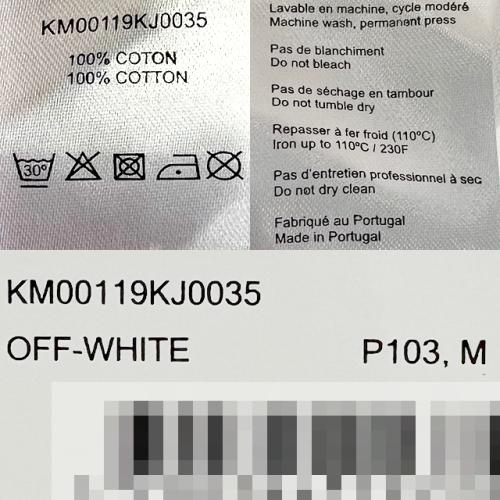 KM00119KJ0035
100% COTON
100% COTTON
30°
Lavable en machine, cycle modéré
Machine wash, permanent press
Pas de blanchiment
Do not bleach
Pas de séchage en tambour
Do not tumble dry
Repasser à fer froid (110°C)
Iron up to 110°C / 230F
Pas d'entretien professionnel à sec
Do not dry clean
Fabriqué au Portugal
Made in Portugal
KM00119KJ0035
OFF-WHITE
P103, M